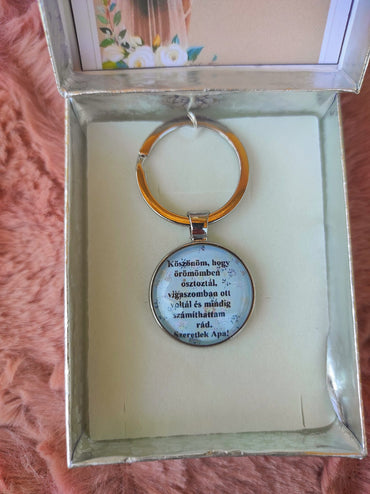 Köszönöm, hogy
örömömben
osztoztál,
vigaszomban ott
voltál és mindig
számíthattam
rád.
Szeretlek Apa!